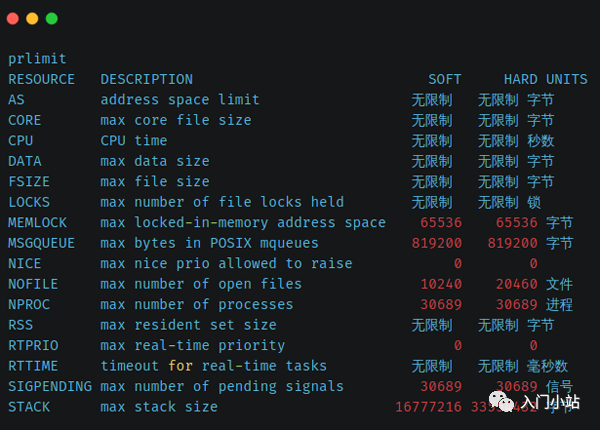 prlimit
RESOURCE DESCRIPTION SOFT HARD UNITS
AS address space limit 无限制 无限制 字节
CORE max core file size 无限制 无限制 字节
CPU CPU time 无限制 无限制 秒数
DATA max data size 无限制 无限制 字节
FSIZE max file size 无限制 无限制 字节
LOCKS max number of file locks held 无限制 无限制 锁
MEMLOCK max locked-in-memory address space 65536 65536 字节
MSGQUEUE max bytes in POSIX mqueues 819200 819200 字节
NICE max nice prio allowed to raise 0 0
NOFILE max number of open files 10240 20460 文件
NPROC max number of processes 30689 30689 进程
RSS max resident set size 无限制 无限制 字节
RTPRIO max real-time priority 0 0
RTTIME timeout for real-time tasks 无限制 无限制 毫秒数
SIGPENDING max number of pending signals 30689 30689 信号
STACK max stack size 16777216 字节
入门小站